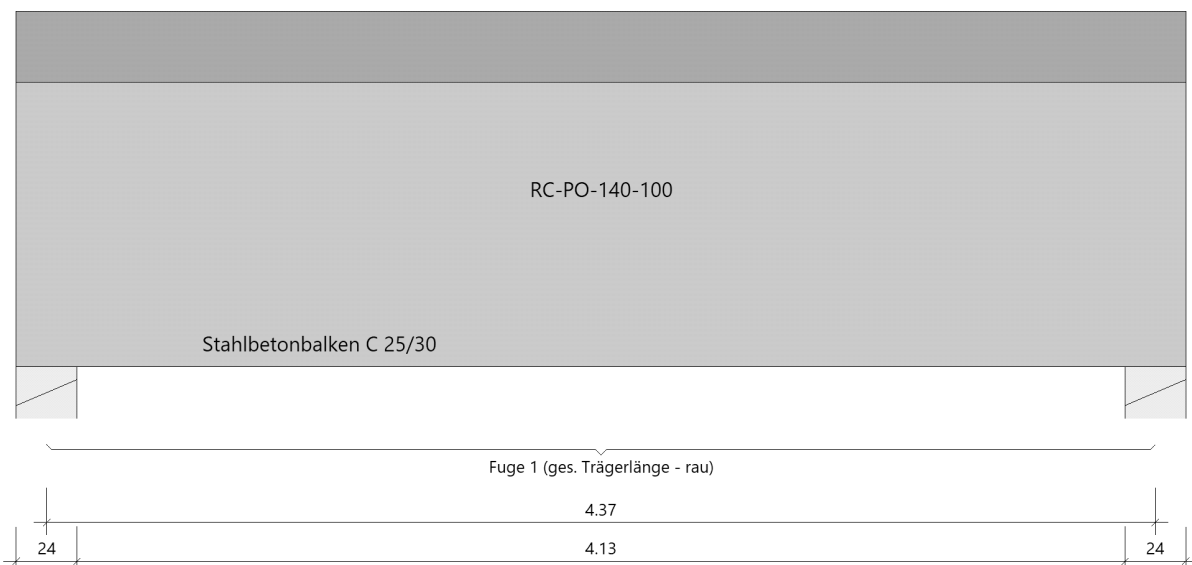 RC-PO-140-100
Stahlbetonbalken C 25/30
Fuge 1 (ges. Trägerlänge - rau)
4.37
24 4.13 24